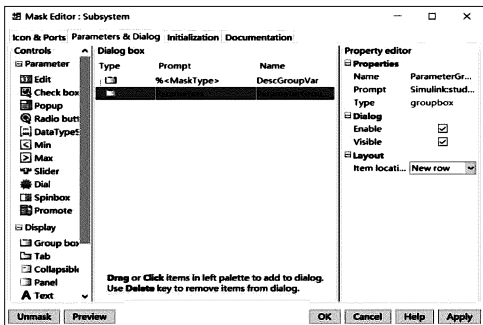 Mask Editor : Subsystem
Icon & Ports Parameters & Dialog Initialization Documentation
Controls
Parameter
Edit
Check box
Popup
Radio butt
DataTypeS
Min
Max
Slider
Dial
Spinbox
Promote
Display
Group box
Tab
Collapsible
Panel
Text
Dialog box
Type Prompt Name
%<MaskType> DescGroupVar
Drag or Click items in left palette to add to dialog.
Use Delete key to remove items from dialog.
Property editor
Properties
Name ParameterGr...
Prompt Simulink:stud...
Type groupbox
Dialog
Enable
Visible
Layout
Item locati... New row
Unmask Preview OK Cancel Help Apply